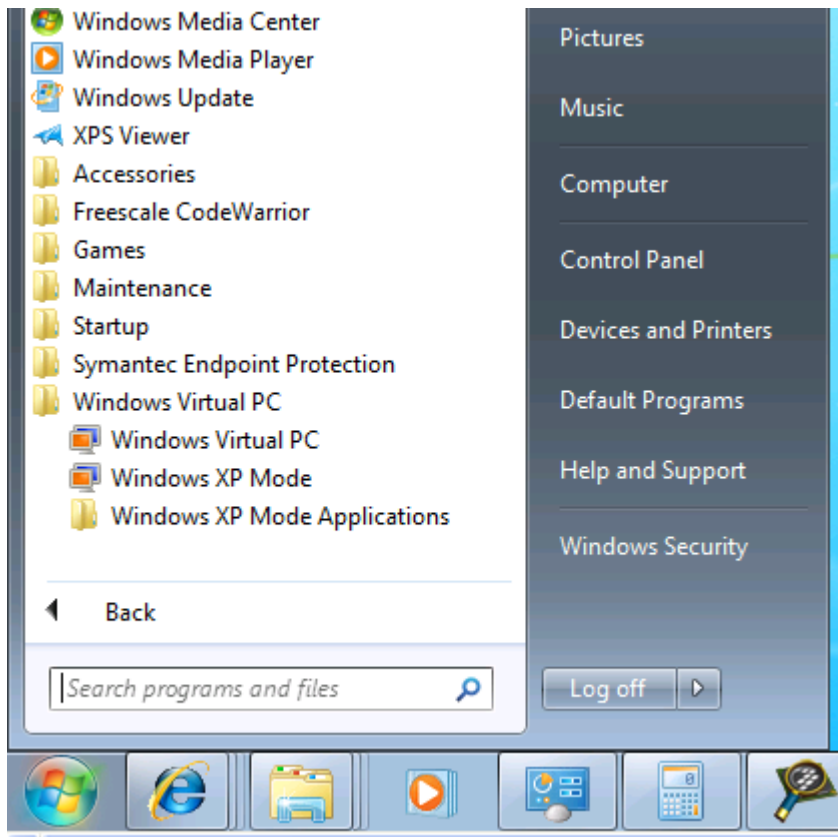 Windows Media Center
Windows Media Player
Windows Update
XPS Viewer
Accessories
Freescale CodeWarrior
Games
Maintenance
Startup
Symantec Endpoint Protection
Windows Virtual PC
Windows Virtual PC
Windows XP Mode
Windows XP Mode Applications
Back
Search programs and files
Pictures
Music
Computer
Control Panel
Devices and Printers
Default Programs
Help and Support
Windows Security
Log off